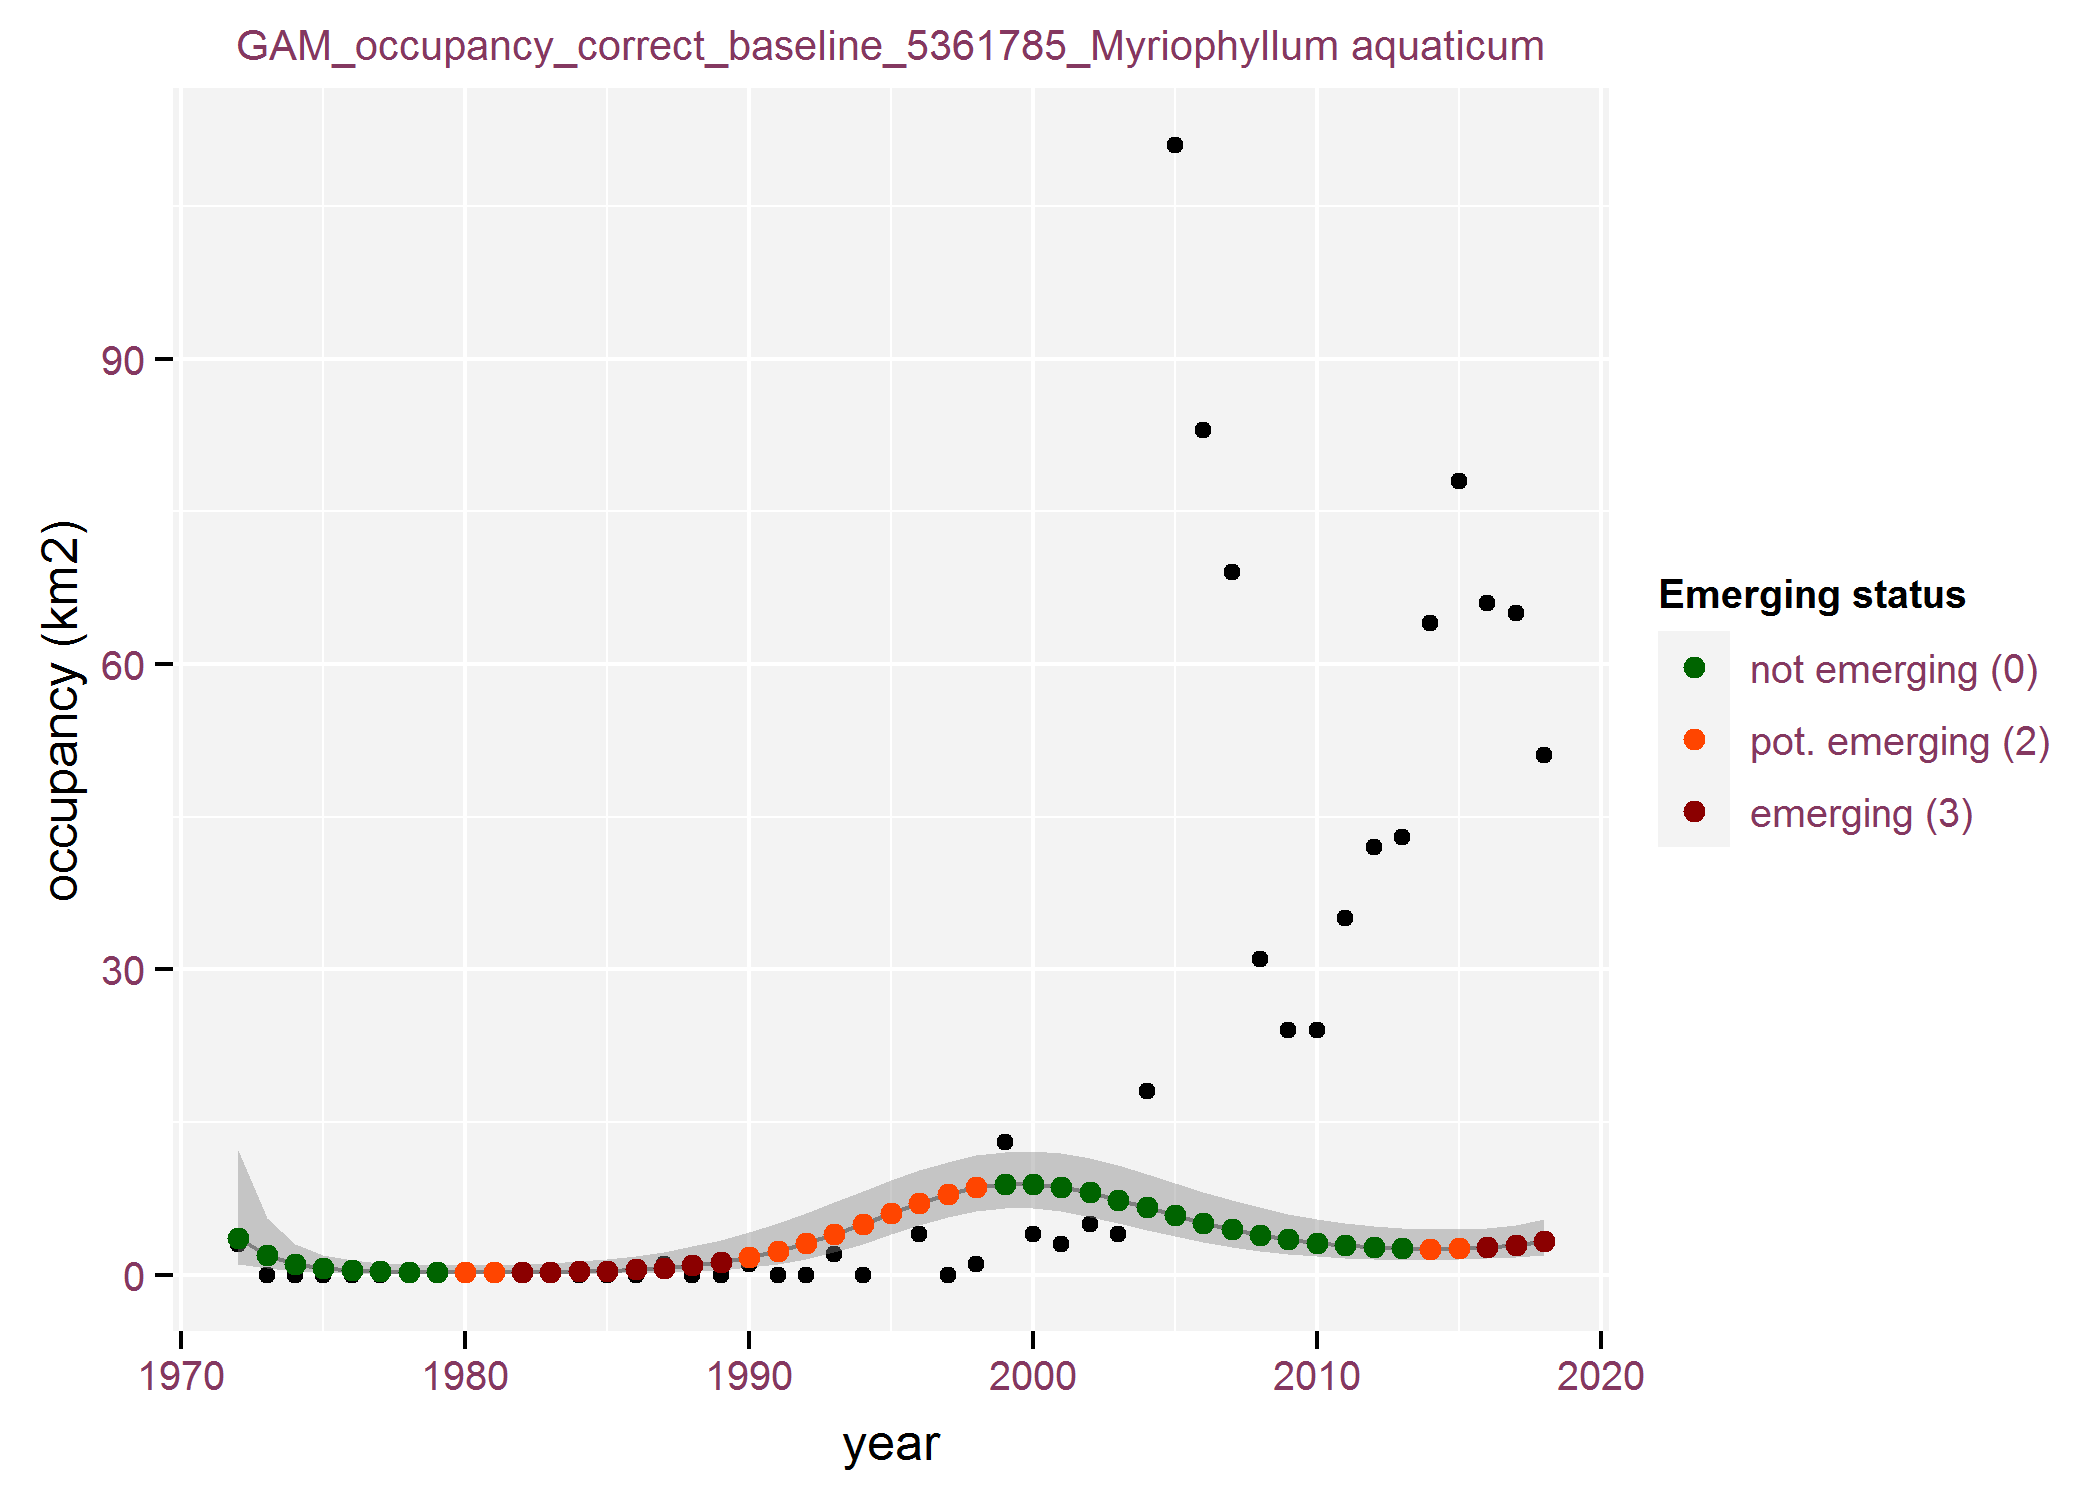 GAM_occupancy_correct_baseline_5361785_Myriophyllum aquaticum
occupancy (km2)
90
60
30
0
1970 1980 1990 2000 2010 2020
year
Emerging status
not emerging (0)
pot. emerging (2)
emerging (3)